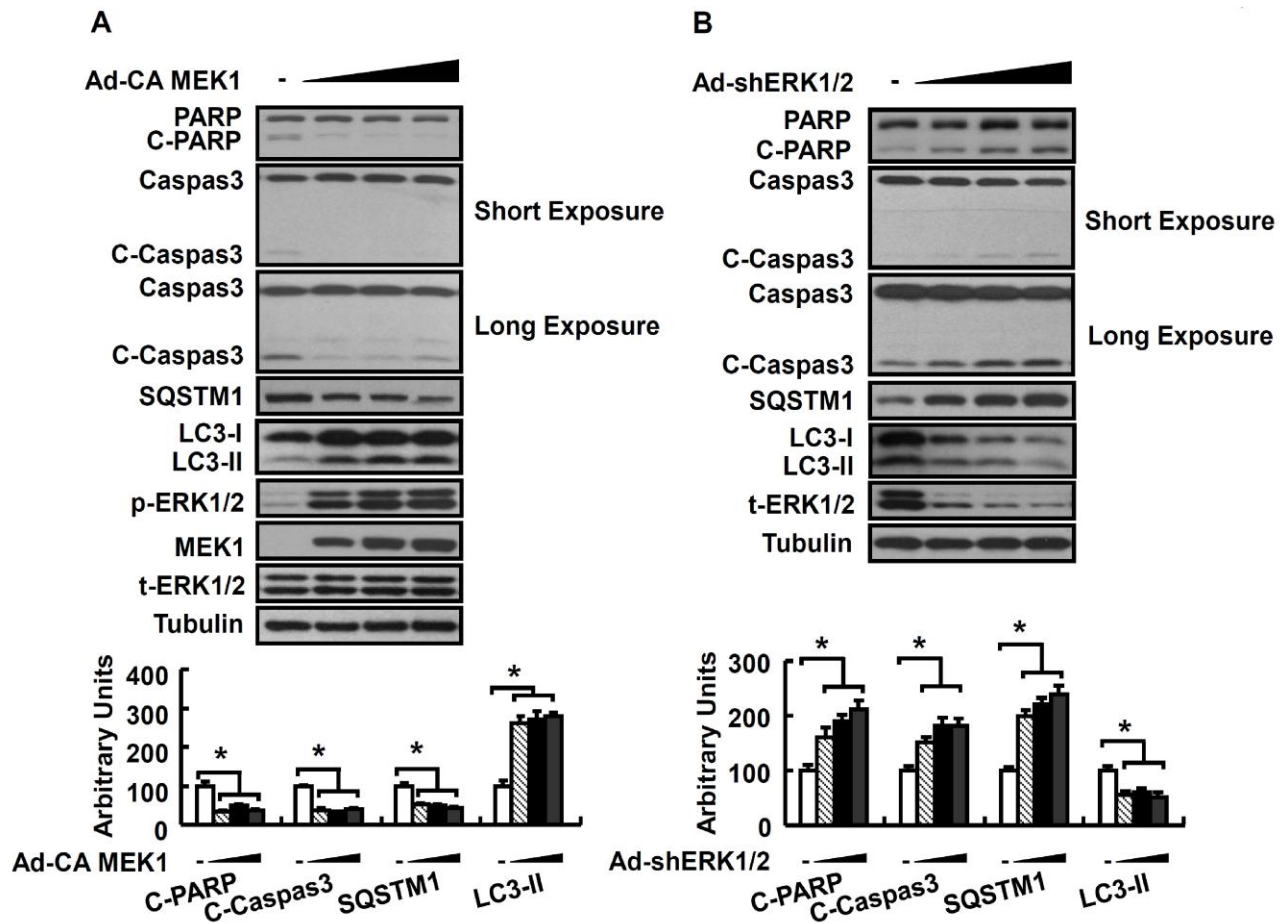 A
Ad-CA MEK1 -
PARP
C-PARP
Caspas3
Short Exposure
C-Caspas3
Caspas3
Long Exposure
C-Caspas3
SQSTM1
LC3-I
LC3-II
p-ERK1/2
MEK1
t-ERK1/2
Tubulin
Arbitrary Units
400
300
200
100
0
* * * *
Ad-CA MEK1 - - - -
C-PARP
C-Caspas3
SQSTM1
LC3-II
B
Ad-shERK1/2 -
PARP
C-PARP
Caspas3
Short Exposure
C-Caspas3
Caspas3
Long Exposure
C-Caspas3
SQSTM1
LC3-I
LC3-II
t-ERK1/2
Tubulin
Arbitrary Units
300
200
100
0
* * * *
Ad-shERK1/2 - - - -
C-PARP
C-Caspas3
SQSTM1
LC3-II